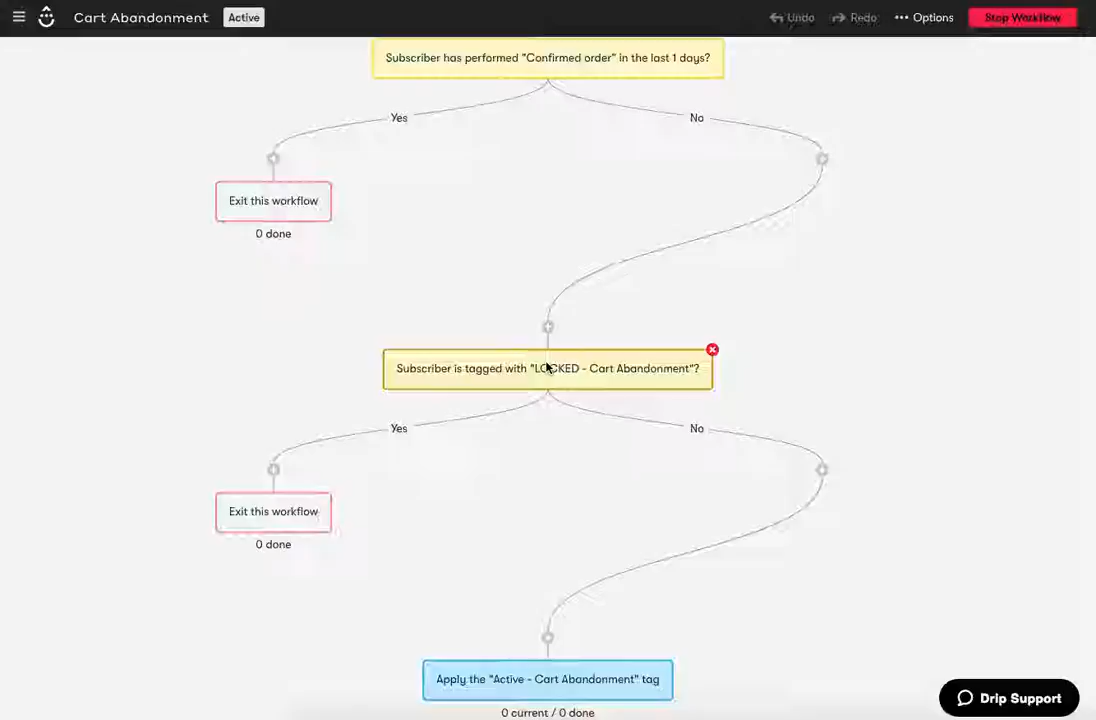 Cart Abandonment Active Undo Redo Options Stop Workflow
Subscriber has performed "Confirmed order" in the last 1 days?
Yes No
Exit this workflow
0 done
Subscriber is tagged with "LOCKED - Cart Abandonment"?
Yes No
Exit this workflow
0 done
Apply the "Active - Cart Abandonment" tag
0 current / 0 done
Drip Support